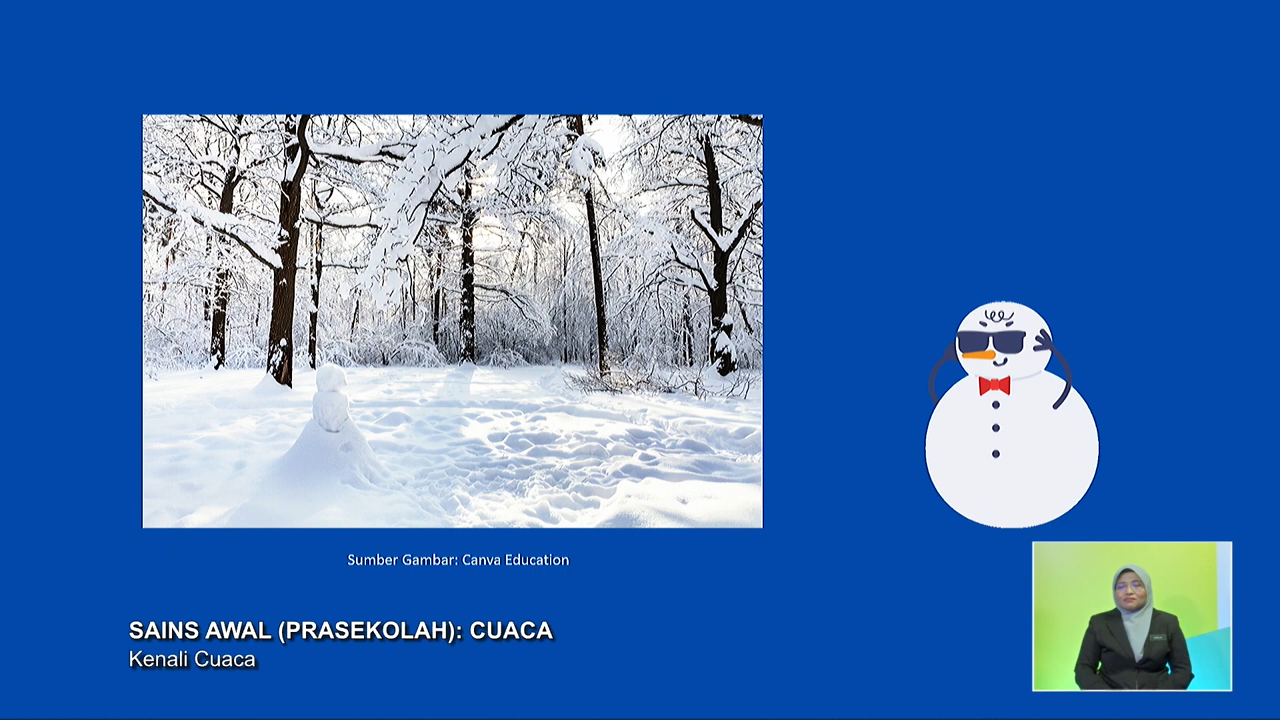 Sumber Gambar: Canva Education
SAINS AWAL (PRASEKOLAH): CUACA
Kenali Cuaca